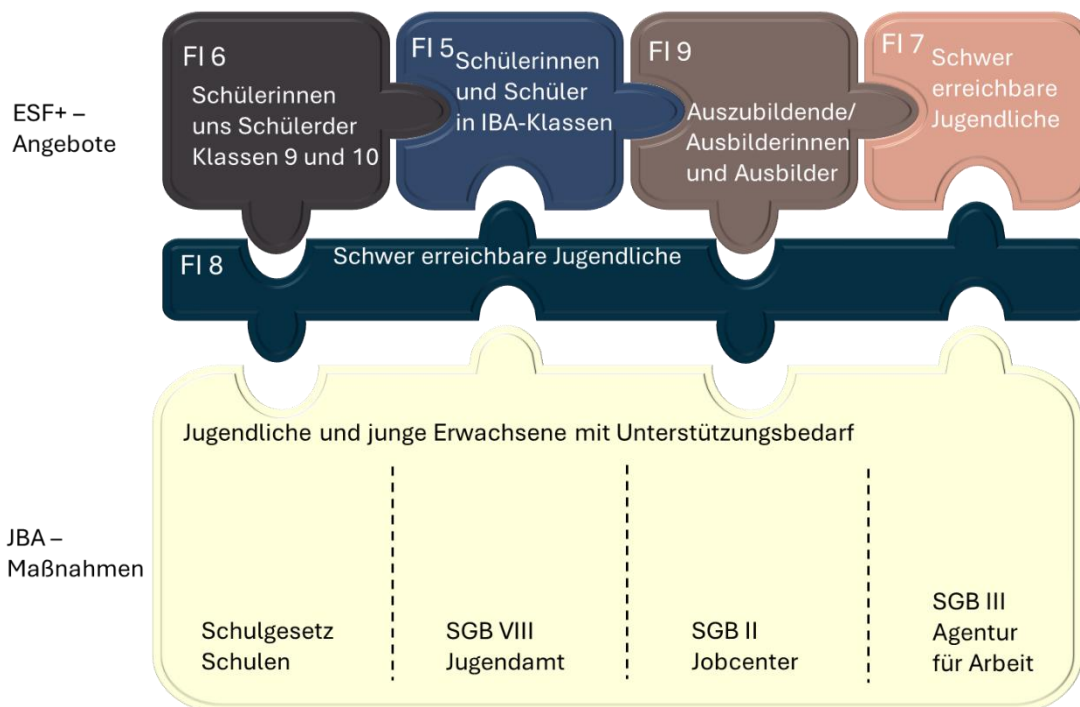 ESF+ –
Angebote
FI 6
Schülerinnen
uns Schülerder
Klassen 9 und 10
FI 5
Schülerinnen
und Schüler
in IBA-Klassen
FI 9
Auszubildende/
Ausbilderinnen
und Ausbilder
FI 7
Schwer
erreichbare
Jugendliche
FI 8
Schwer erreichbare Jugendliche
JBA –
Maßnahmen
Jugendliche und junge Erwachsene mit Unterstützungsbedarf
Schulgesetz
Schulen
SGB VIII
Jugendamt
SGB II
Jobcenter
SGB III
Agentur
für Arbeit